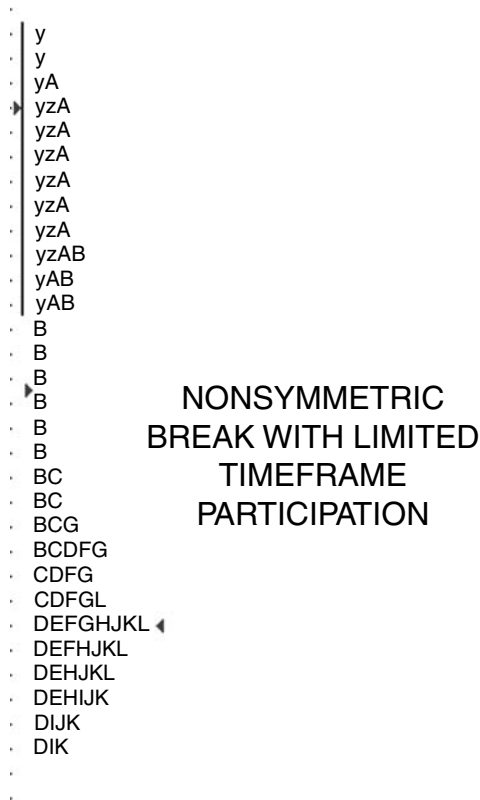 y
y
yA
yzA
yzA
yzA
yzA
yzA
yzA
yzAB
yAB
yAB
B
B
B
B
B
B
BC
BC
BCG
BCDFG
CDFG
CDFGL
DEFGHJKL
DEFHJKL
DEHJKL
DEHIJK
DIJK
DIK
NONSYMMETRIC
BREAK WITH LIMITED
TIMEFRAME
PARTICIPATION